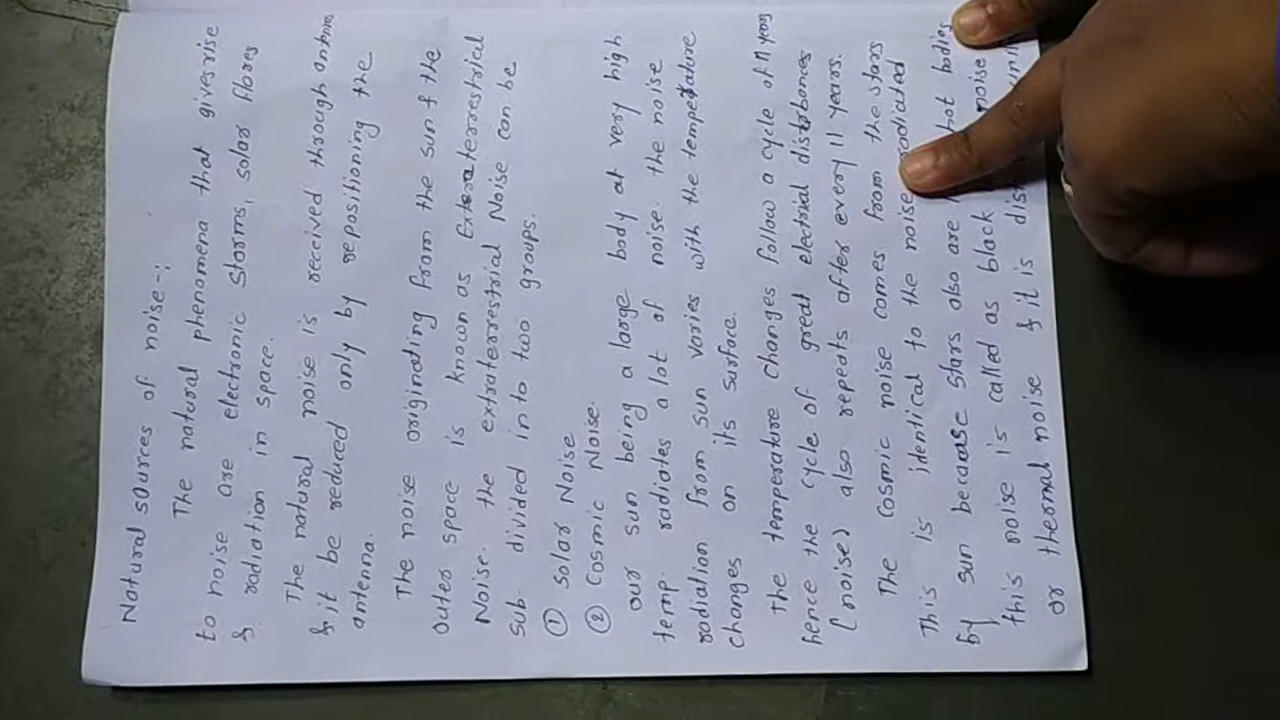 Natural sources of noise-:
The natural phenomena that gives rise
to noise are electronic storms, solar flares
& radiation in space.
The natural noise is received through antenna
& it be reduced only by repositioning the
antenna.
The noise originating from the sun & the
outer space is known as Extraterrestrial
Noise. the extraterrestrial Noise can be
sub-divided in to two groups.
① Solar Noise
② Cosmic Noise.
our sun being a large body at very high
temp. radiates a lot of noise. the noise
radiation from sun varies with the temperature
changes on its surface.
The temperature changes follow a cycle of 11 years
hence the cycle of great electrial distrbances
(noise) also repeats after every 11 years.
The cosmic noise comes from the stars
This is identical to the noise radiated
by sun because stars also are hot bodies
this noise is called as black noise
or thermal noise & it is